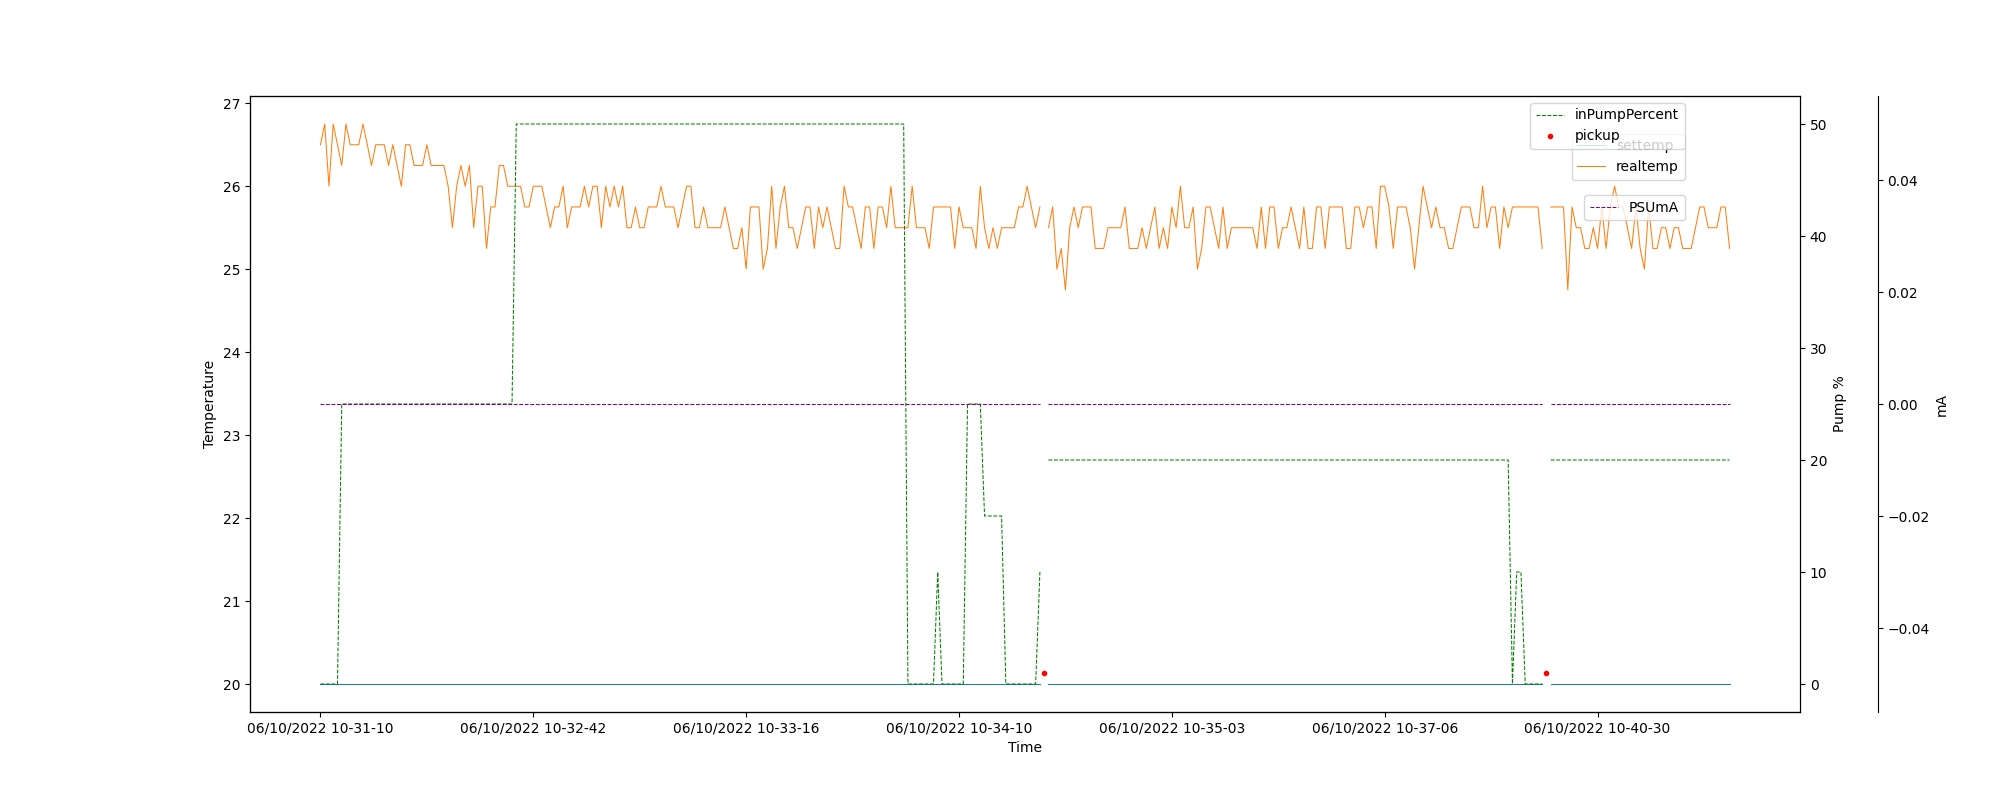 27
26
25
24
23
22
21
20
Temperature
06/10/2022 10-31-10
06/10/2022 10-32-42
06/10/2022 10-33-16
06/10/2022 10-34-10
06/10/2022 10-35-03
06/10/2022 10-37-06
06/10/2022 10-40-30
Time
inPumpPercent
pickup
settemp
realtemp
PSUmA
50
40
30
20
10
0
Pump %
0.04
0.02
0.00
−0.02
−0.04
mA